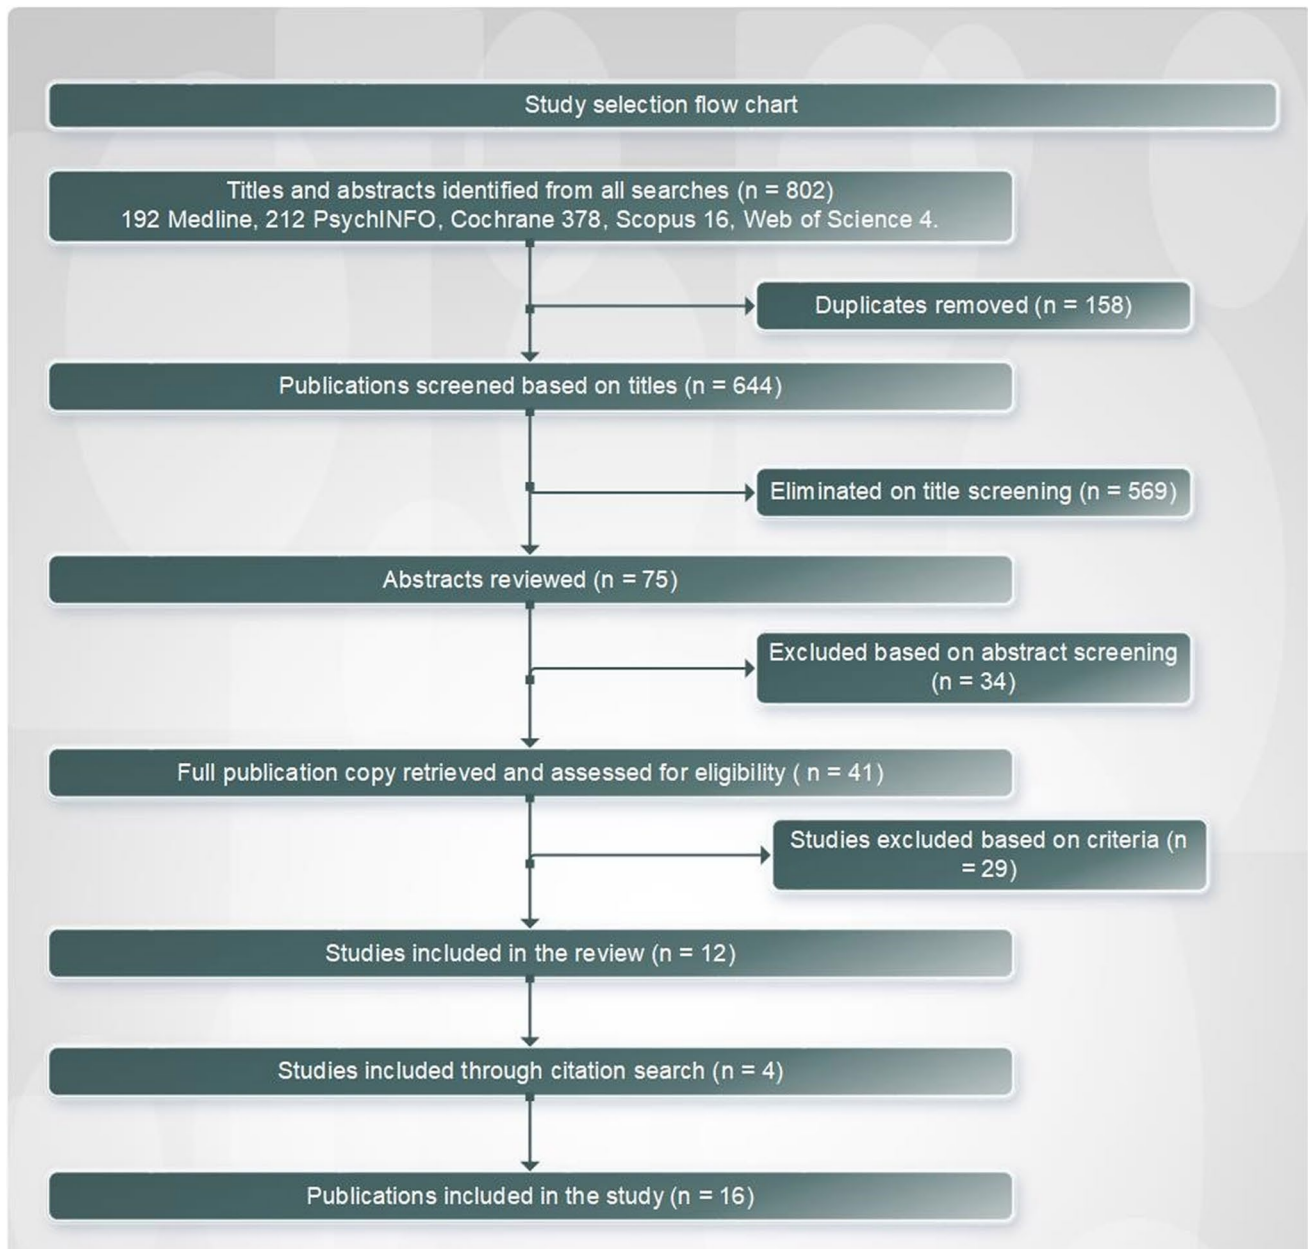 Study selection flow chart
Titles and abstracts identified from all searches (n = 802)
192 Medline, 212 PsychINFO, Cochrane 378, Scopus 16, Web of Science 4.
Duplicates removed (n = 158)
Publications screened based on titles (n = 644)
Eliminated on title screening (n = 569)
Abstracts reviewed (n = 75)
Excluded based on abstract screening
(n = 34)
Full publication copy retrieved and assessed for eligibility ( n = 41)
Studies excluded based on criteria (n
= 29)
Studies included in the review (n = 12)
Studies included through citation search (n = 4)
Publications included in the study (n = 16)